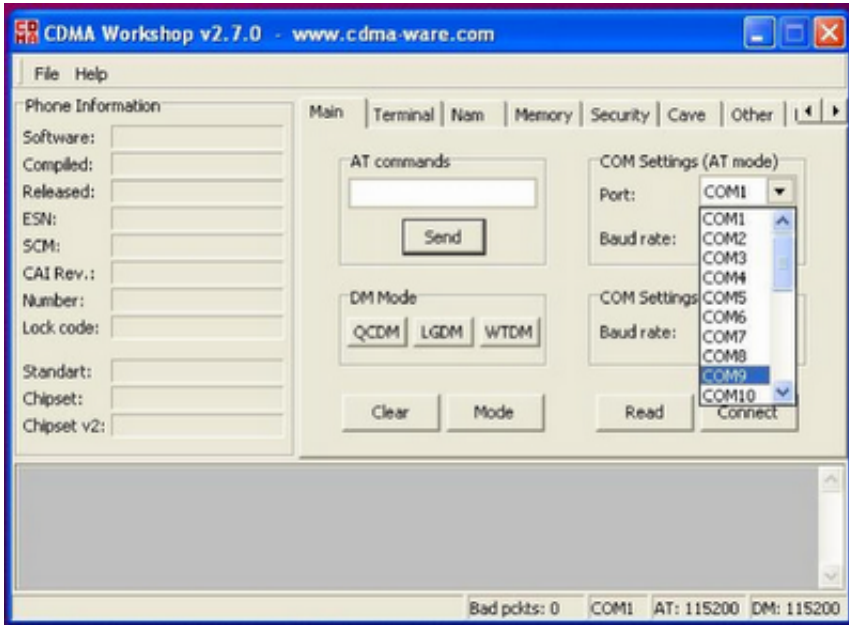 CDMA Workshop v2.7.0 - www.cdma-ware.com
File Help
Phone Information
Software:
Compiled:
Released:
ESN:
SCM:
CAI Rev.:
Number:
Lock code:
Standart:
Chipset:
Chipset v2:
Main Terminal Nam Memory Security Cave Other
AT commands
Send
DM Mode
QCDM LGDM WTDM
Clear Mode
COM Settings (AT mode)
Port: COM1
Baud rate:
COM Settings
Baud rate:
COM1
COM2
COM3
COM4
COM5
COM6
COM7
COM8
COM9
COM10
Read Connect
Bad pckts: 0 COM1 AT: 115200 DM: 115200